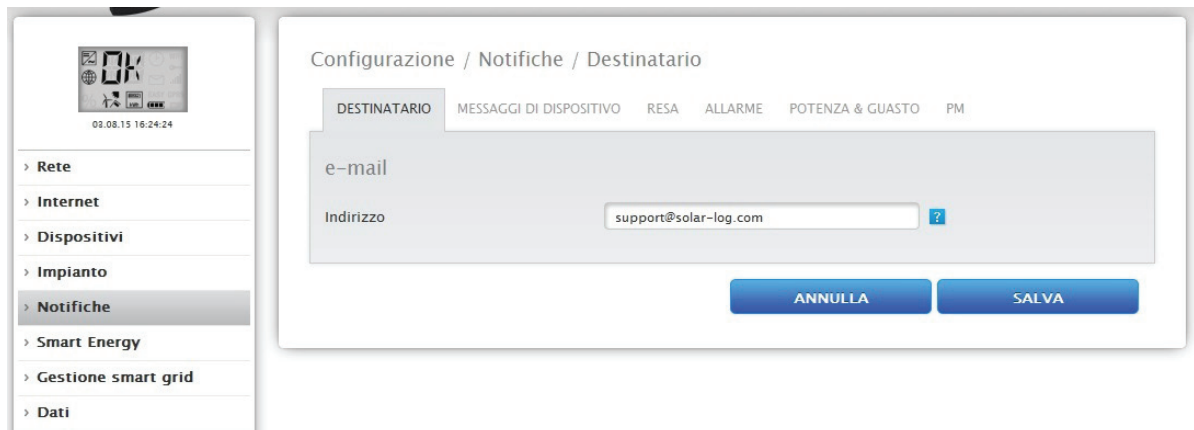 OK
03.08.15 16:24:24
› Rete
› Internet
› Dispositivi
› Impianto
› Notifiche
› Smart Energy
› Gestione smart grid
› Dati
Configurazione / Notifiche / Destinatario
DESTINATARIO MESSAGGI DI DISPOSITIVO RESA ALLARME POTENZA & GUASTO PM
e-mail
Indirizzo support@solar-log.com ?
ANNULLA SALVA